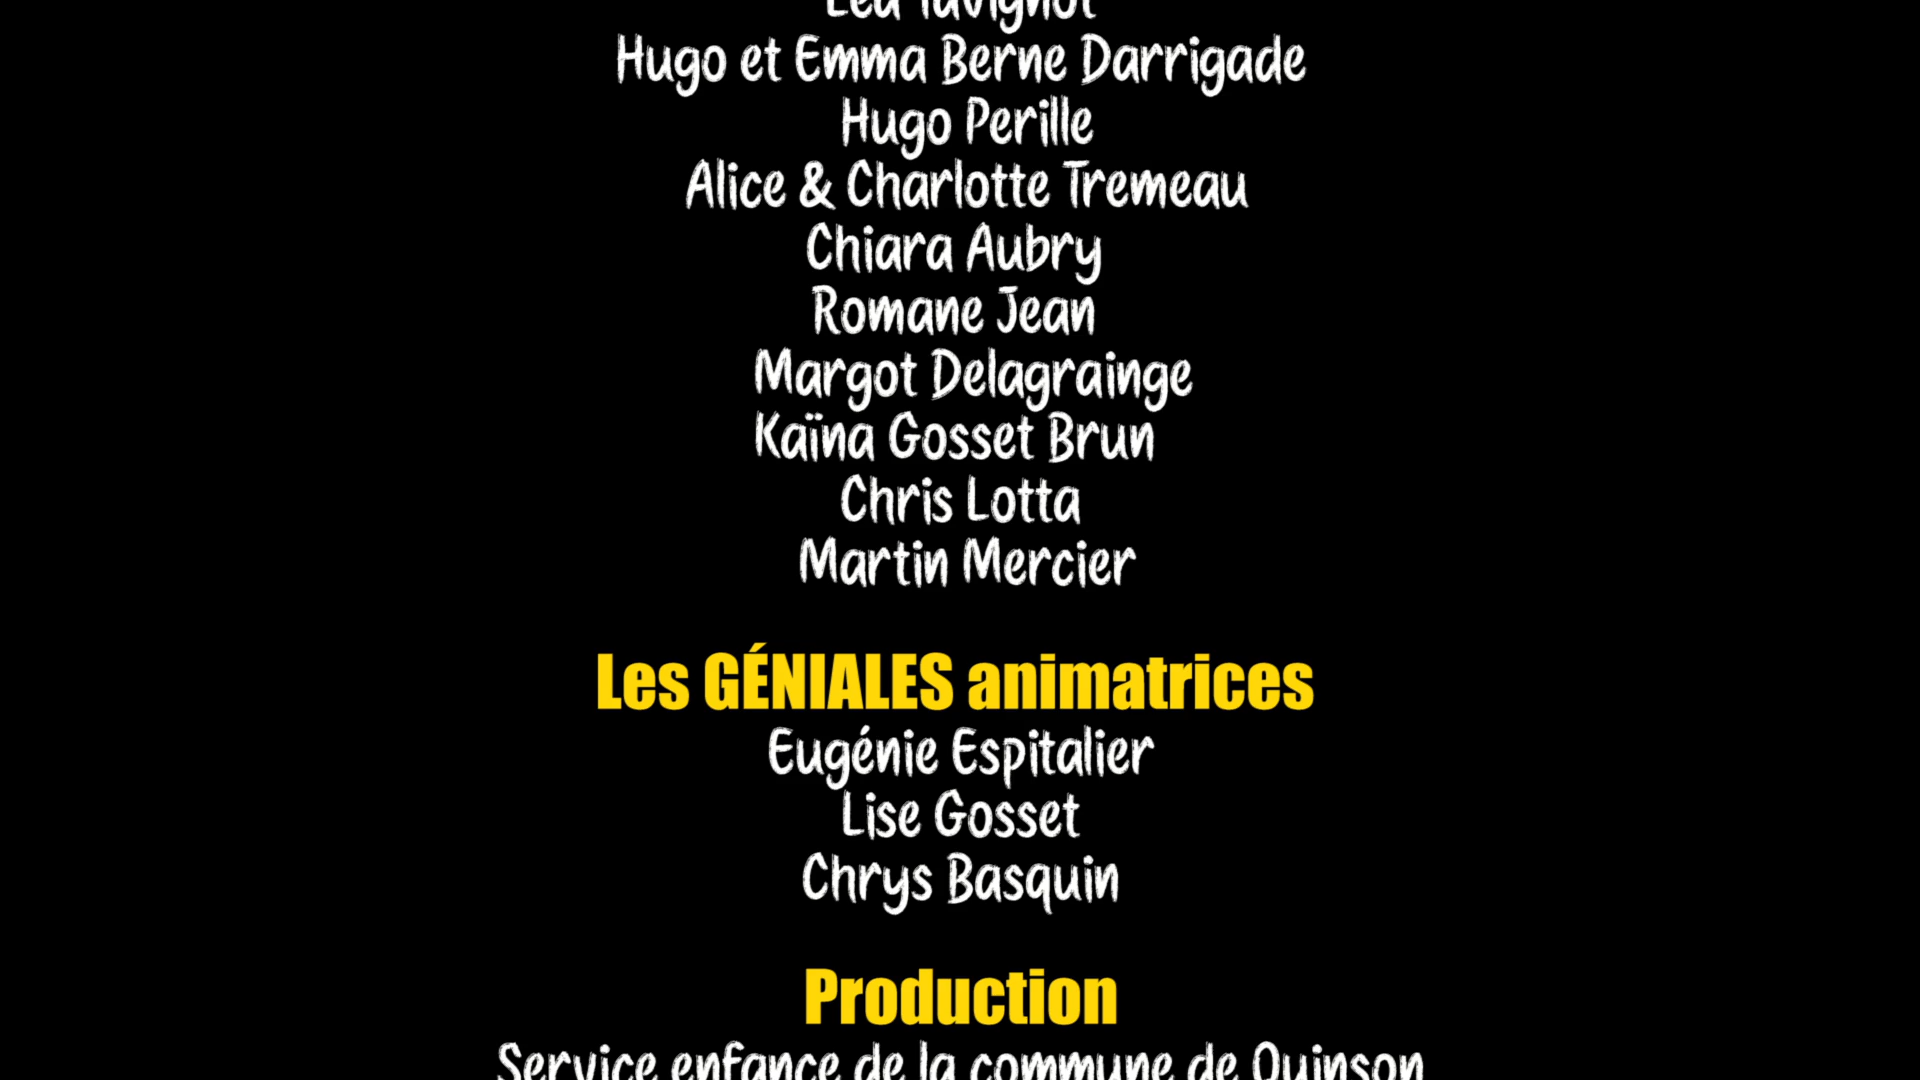 Hugo et Emma Berne Darrigade
Hugo Perille
Alice & Charlotte Tremeau
Chiara Aubry
Romane Jean
Margot Delagrainge
Kaïna Gosset Brun
Chris Lotta
Martin Mercier
Les GÉNIALES animatrices
Eugénie Espitalier
Lise Gosset
Chrys Basquin
Production
Service enfance de la commune de Quinson